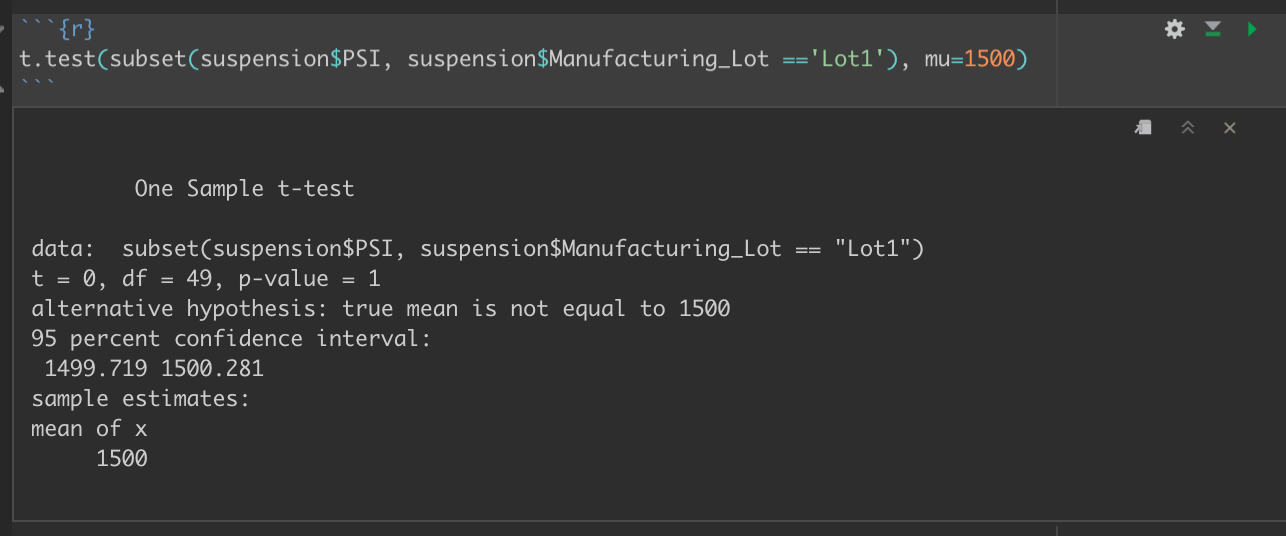 ```{r}
t.test(subset(suspension$PSI, suspension$Manufacturing_Lot =='Lot1'), mu=1500)
```
One Sample t-test
data:  subset(suspension$PSI, suspension$Manufacturing_Lot == "Lot1")
t = 0, df = 49, p-value = 1
alternative hypothesis: true mean is not equal to 1500
95 percent confidence interval:
1499.719 1500.281
sample estimates:
mean of x
1500